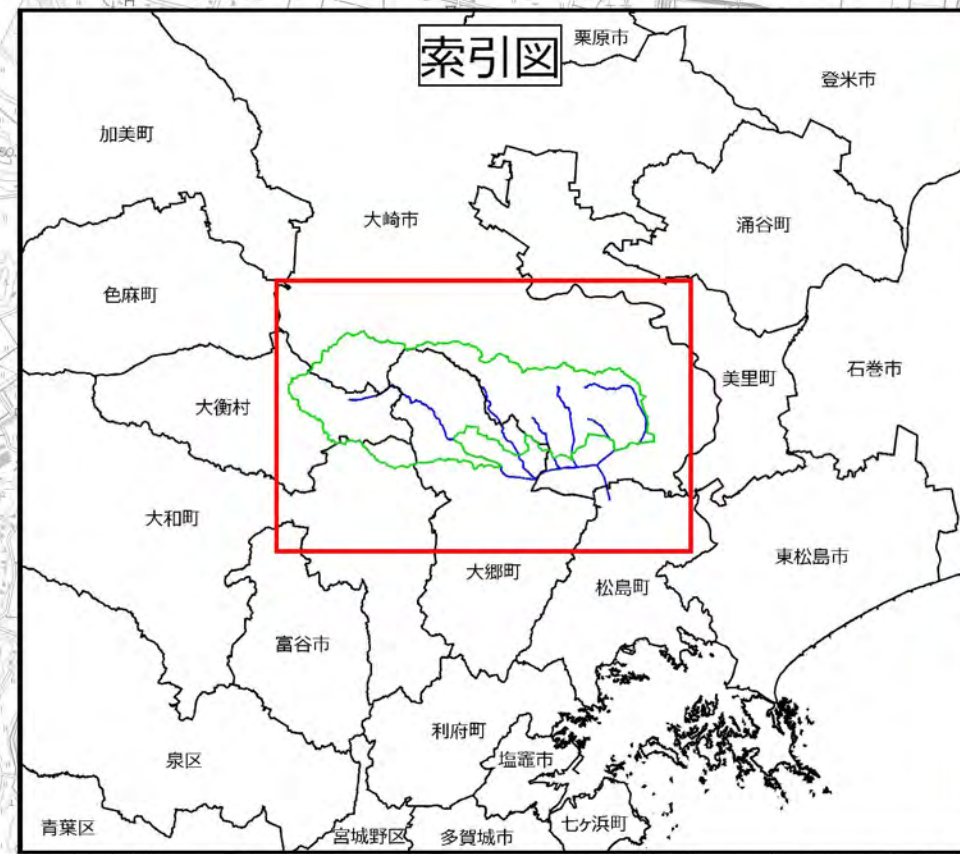 索引図
栗原市
登米市
加美町
大崎市
涌谷町
色麻町
美里町
石巻市
大衡村
大和町
大郷町
東松島市
松島町
富谷市
利府町
泉区
塩竈市
青葉区
宮城野区
多賀城市
七ヶ浜町